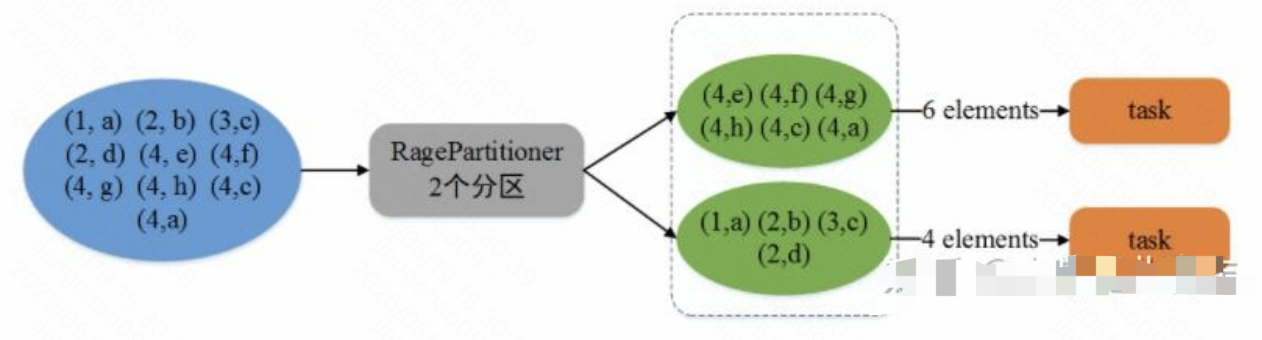 (1, a) (2, b) (3,c)
(2, d) (4, e) (4,f)
(4, g) (4, h) (4,c)
(4,a)
RagePartitioner
2个分区
(4,e) (4,f) (4,g)
(4,h) (4,c) (4,a)
6 elements
task
(1,a) (2,b) (3,c)
(2,d)
4 elements
task